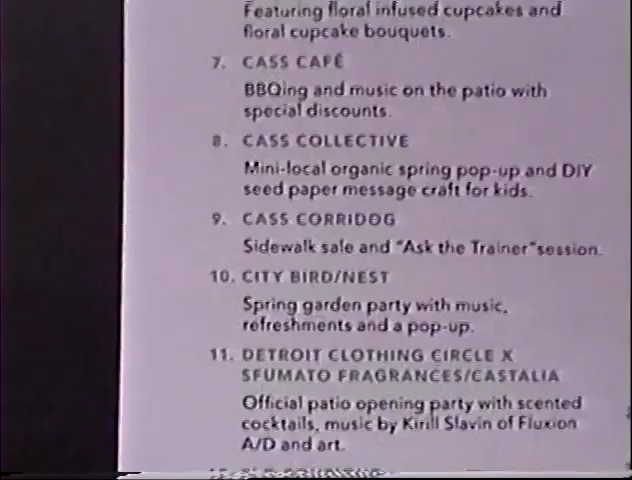 Featuring floral infused cupcakes and
floral cupcake bouquets.
7. CASS CAFÉ
BBQing and music on the patio with
special discounts.
8. CASS COLLECTIVE
Mini-local organic spring pop-up and DIY
seed paper message craft for kids.
9. CASS CORRIDOG
Sidewalk sale and "Ask the Trainer"session.
10. CITY BIRD/NEST
Spring garden party with music,
refreshments and a pop-up.
11. DETROIT CLOTHING CIRCLE X
SFUMATO FRAGRANCES/CASTALIA
Official patio opening party with scented
cocktails, music by Kirill Slavin of Fluxion
A/D and art.